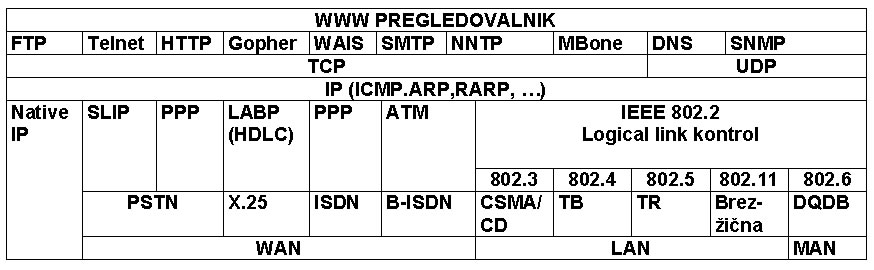 WWW PREGLEDOVALNIK
FTP Telnet HTTP Gopher WAIS SMTP NNTP MBone DNS SNMP
TCP UDP
IP (ICMP.ARP,RARP, ...)
Native SLIP PPP LABP PPP ATM IEEE 802.2
IP (HDLC) Logical link kontrol
802.3 802.4 802.5 802.11 802.6
PSTN X.25 ISDN B-ISDN CSMA/ TB TR Brez- DQDB
CD žična
WAN LAN MAN